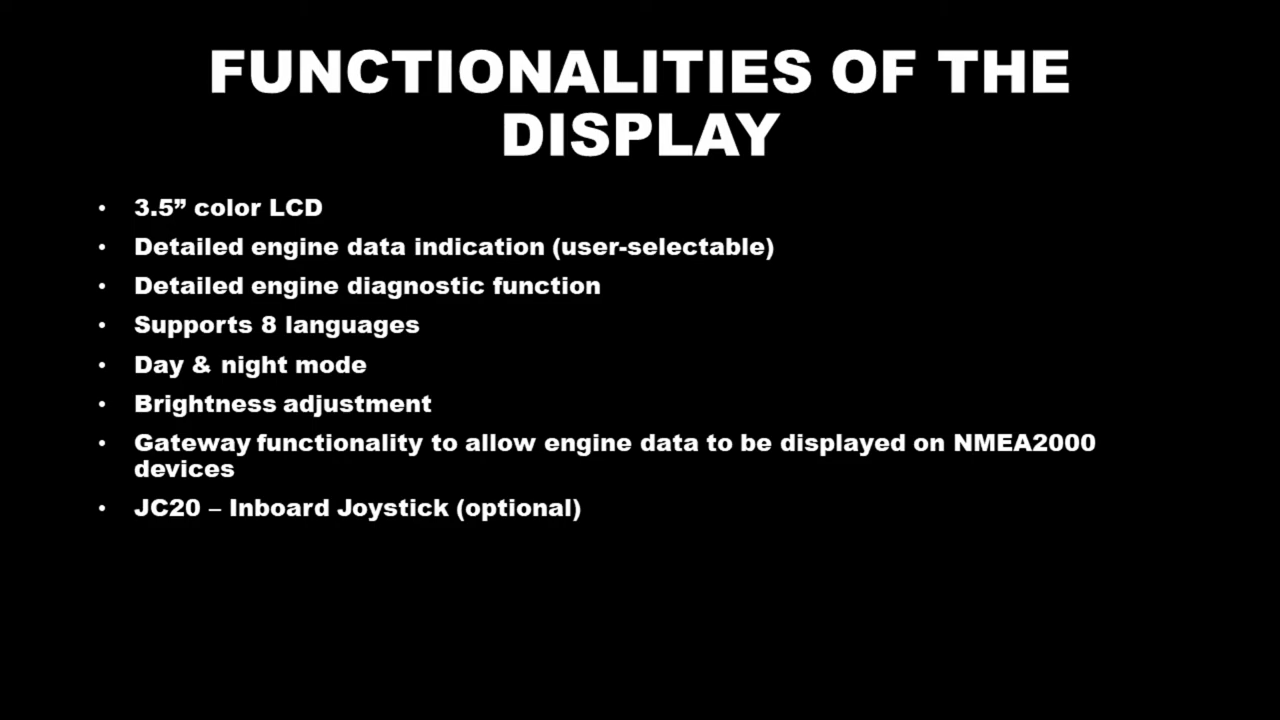 FUNCTIONALITIES OF THE
DISPLAY
• 3.5” color LCD
• Detailed engine data indication (user-selectable)
• Detailed engine diagnostic function
• Supports 8 languages
• Day & night mode
• Brightness adjustment
• Gateway functionality to allow engine data to be displayed on NMEA2000
devices
• JC20 – Inboard Joystick (optional)